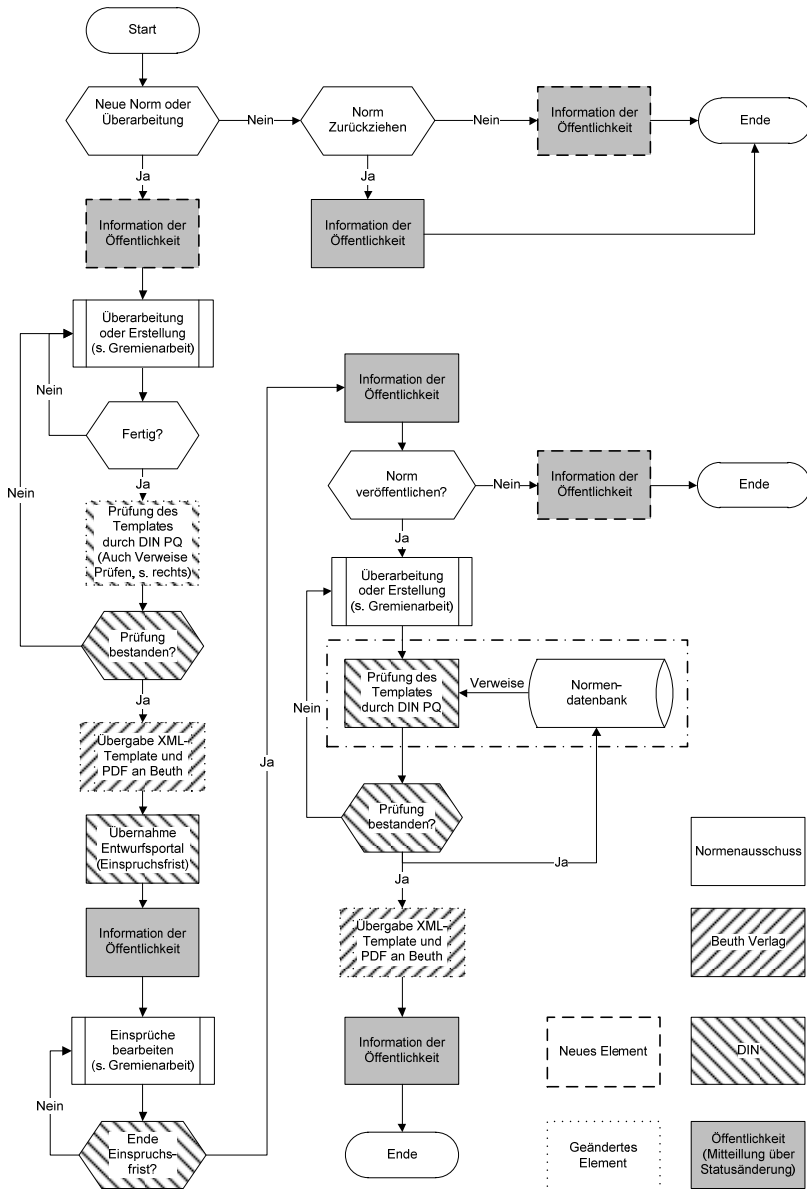 Start
Neue Norm oder
Überarbeitung
Nein
Norm
Zurückziehen
Nein
Information der
Öffentlichkeit
Ende
Ja
Ja
Information der
Öffentlichkeit
Information der
Öffentlichkeit
Überarbeitung
oder Erstellung
(s. Gremienarbeit)
Nein
Fertig?
Ja
Nein
Prüfung des
Templates
durch DIN PQ
(Auch Verweise
Prüfen, s. rechts)
Prüfung
bestanden?
Ja
Übergabe XML-
Template und
PDF an Beuth
Übernahme
Entwurfsportal
(Einspruchsfrist)
Information der
Öffentlichkeit
Einsprüche
bearbeiten
(s. Gremienarbeit)
Nein
Ende
Einspruchs-
frist?
Ja
Information der
Öffentlichkeit
Norm
veröffentlichen?
Nein
Information der
Öffentlichkeit
Ende
Ja
Überarbeitung
oder Erstellung
(s. Gremienarbeit)
Nein
Prüfung des
Templates
durch DIN PQ
Verweise
Normen-
datenbank
Prüfung
bestanden?
Ja
Ja
Übergabe XML-
Template und
PDF an Beuth
Information der
Öffentlichkeit
Ende
Normenausschuss
Beuth Verlag
Neues Element
DIN
Geändertes
Element
Öffentlichkeit
(Mitteillung über
Statusänderung)